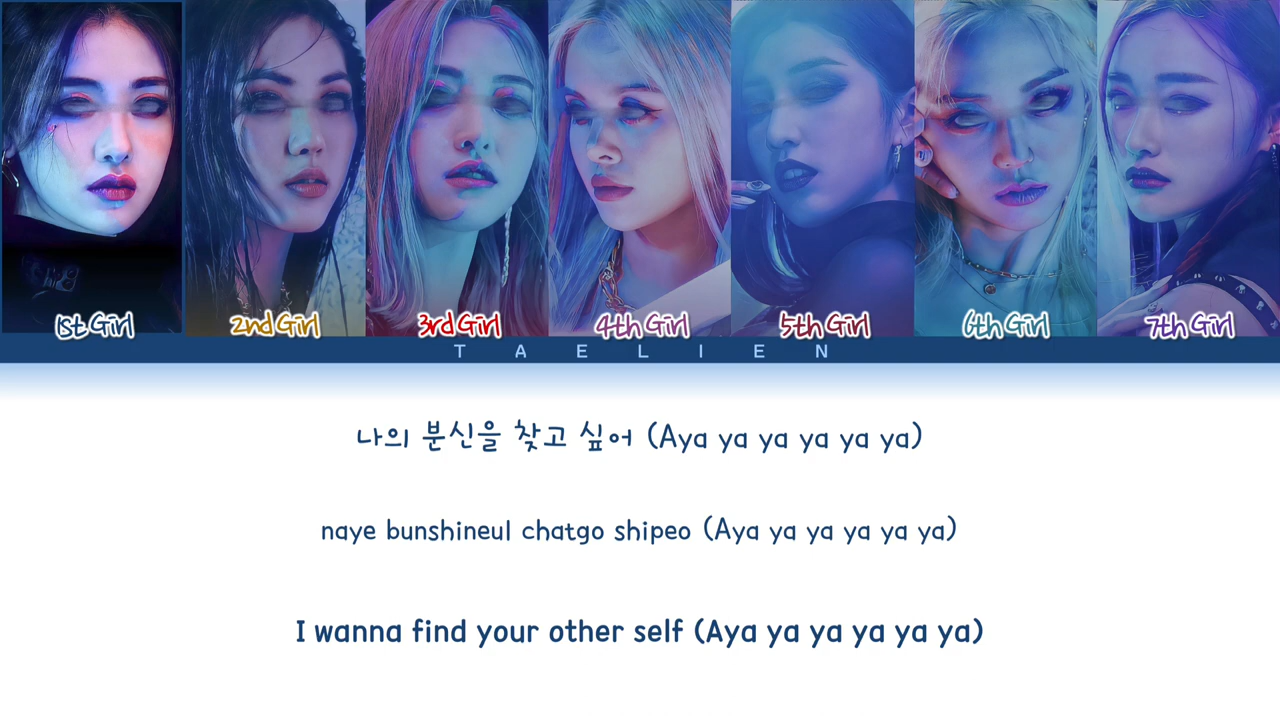 1st Girl 2nd Girl 3rd Girl 4th Girl 5th Girl 6th Girl 7th Girl
TAELIEN
나의 분신을 찾고 싶어 (Aya ya ya ya ya ya)
naye bunshineul chatgo shipeo (Aya ya ya ya ya ya)
I wanna find your other self (Aya ya ya ya ya ya)